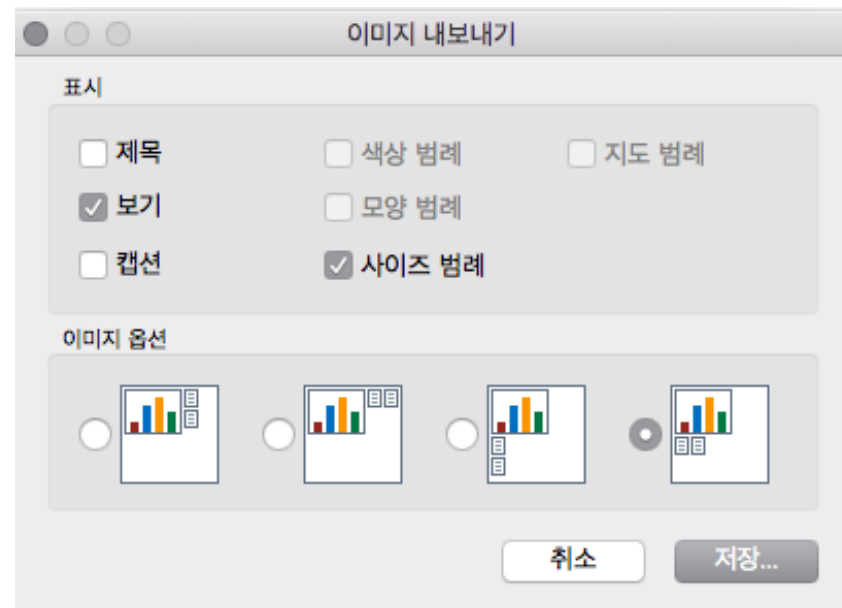 이미지 내보내기
표시
제목 색상 범례 지도 범례
보기 모양 범례
캡션 사이즈 범례
이미지 옵션
취소 저장...